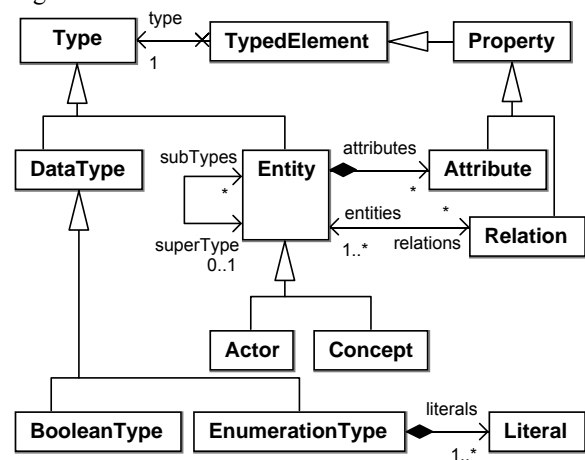 type
Type
TypedElement
Property
1
subTypes
Entity
attributes
DataType
Attribute
*
*
entities
*
superType
0..1
1..*
relations
Relation
Actor
Concept
literals
BooleanType
EnumerationType
Literal
1..*